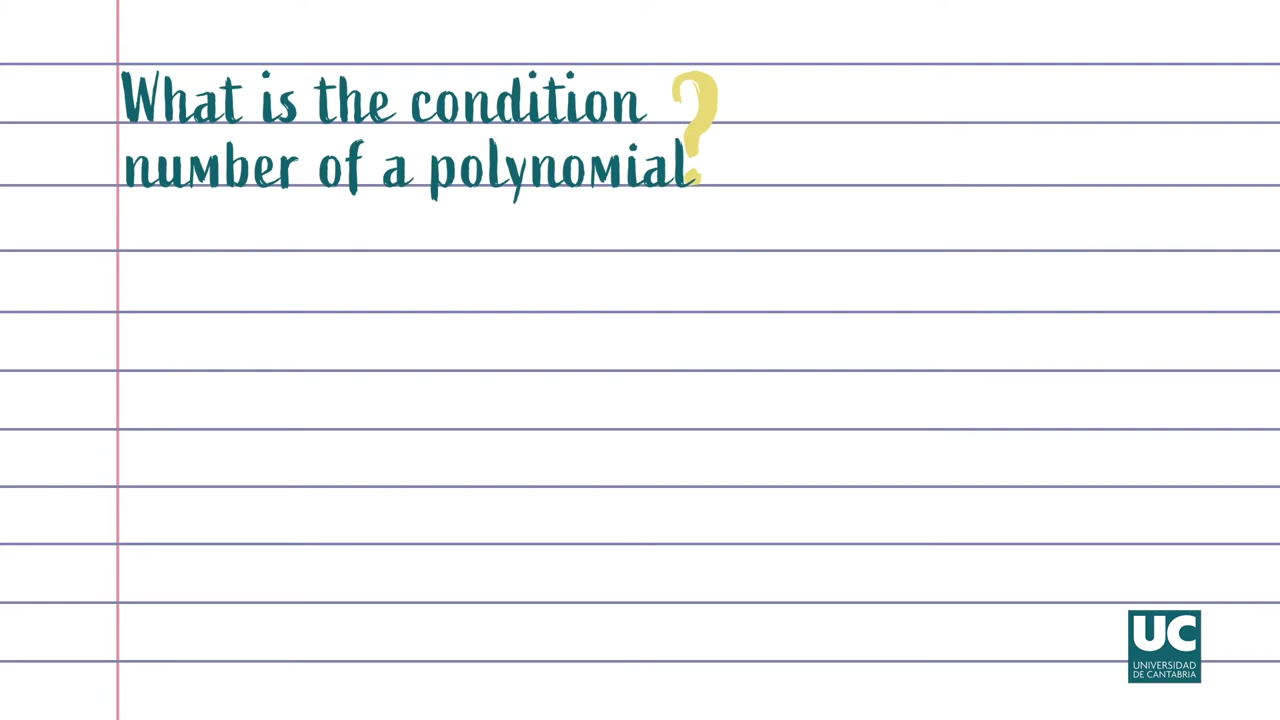 What is the condition
number of a polynomial?
UC
UNIVERSIDAD
DE CANTABRIA